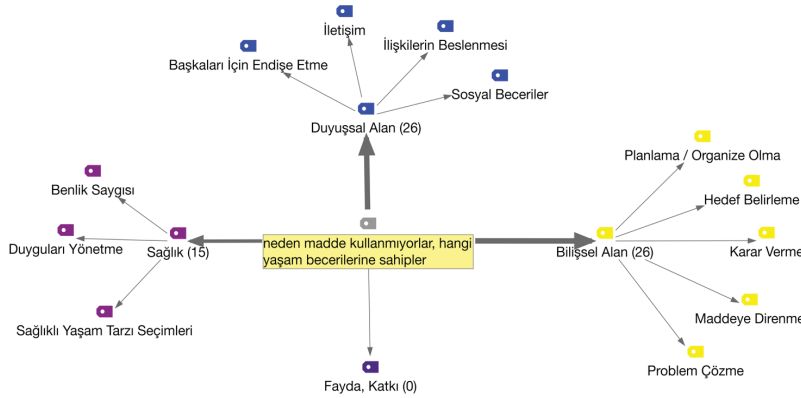 İletişim
İlişkilerin Beslenmesi
Başkaları İçin Endişe Etme
Sosyal Beceriler
Duyuşsal Alan (26)
Planlama / Organize Olma
Benlik Saygısı
Hedef Belirleme
Duyguları Yönetme
Sağlık (15)
neden madde kullanmıyorlar, hangi
yaşam becerilerine sahipler
Bilişsel Alan (26)
Karar Verme
Sağlıklı Yaşam Tarzı Seçimleri
Maddeye Direnme
Problem Çözme
Fayda, Katkı (0)